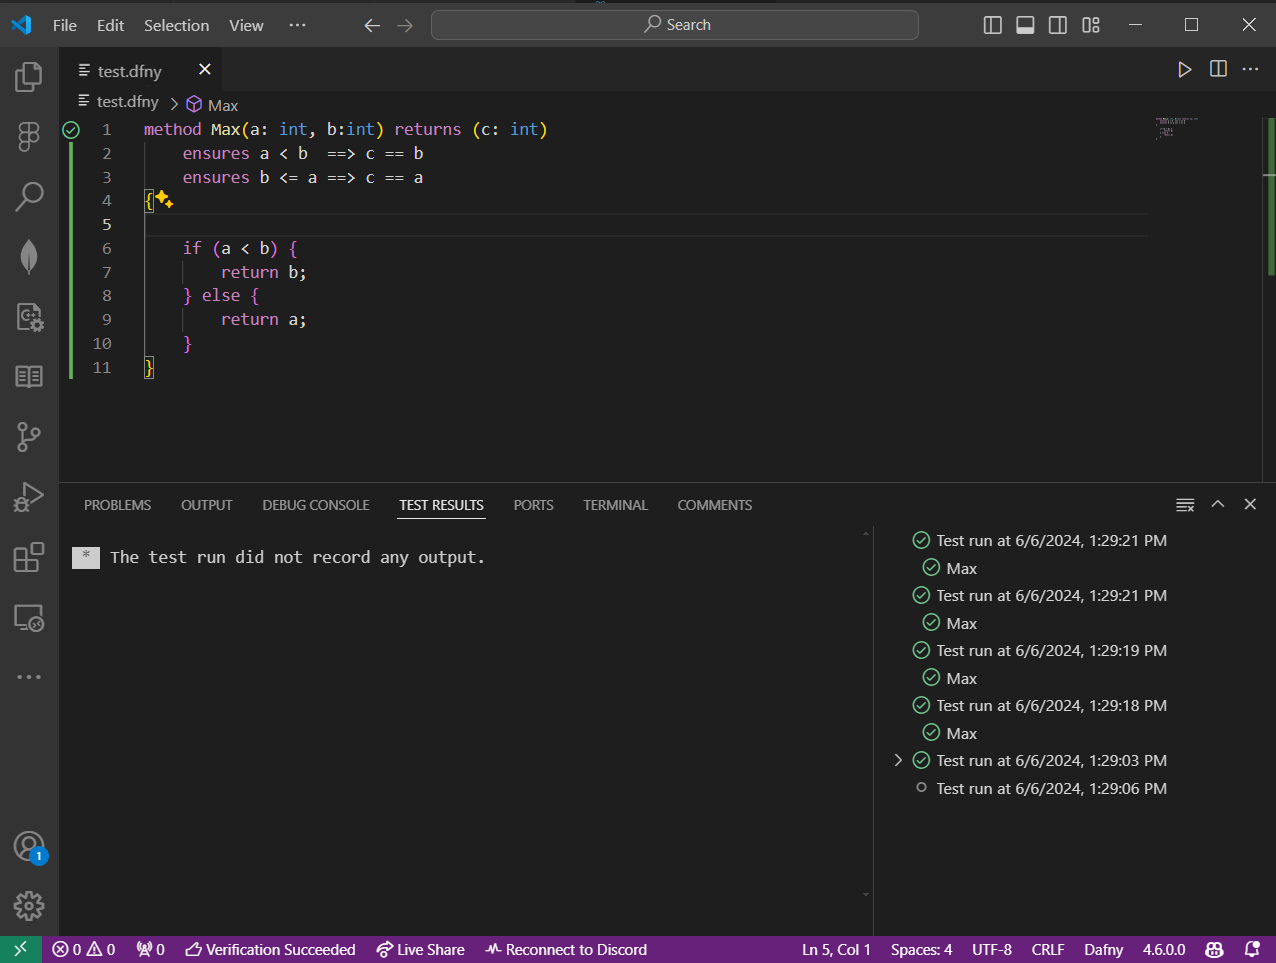 File Edit Selection View ··· Search
test.dfny
test.dfny > Max
1 method Max(a: int, b:int) returns (c: int)
2 ensures a < b  ==> c == b
3 ensures b <= a ==> c == a
4 {
5
6 if (a < b) {
7 return b;
8 } else {
9 return a;
10 }
11 }
PROBLEMS OUTPUT DEBUG CONSOLE TEST RESULTS PORTS TERMINAL COMMENTS
* The test run did not record any output.
Test run at 6/6/2024, 1:29:21 PM
Max
Test run at 6/6/2024, 1:29:21 PM
Max
Test run at 6/6/2024, 1:29:19 PM
Max
Test run at 6/6/2024, 1:29:18 PM
Max
Test run at 6/6/2024, 1:29:03 PM
Test run at 6/6/2024, 1:29:06 PM
1
0 0 0 Verification Succeeded Live Share Reconnect to Discord Ln 5, Col 1 Spaces: 4 UTF-8 CRLF Dafny 4.6.0.0